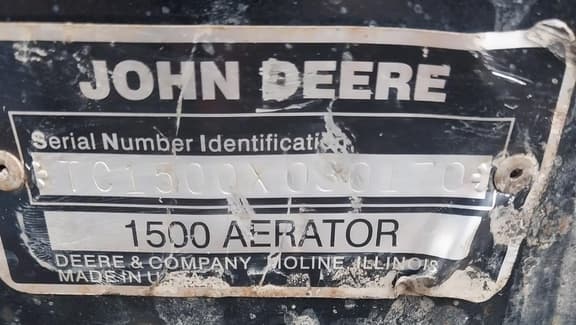 JOHN DEERE
Serial Number Identification
*TC1500X030170*
1500 AERATOR
DEERE & COMPANY MOLINE ILLINOIS
MADE IN U.S.A.